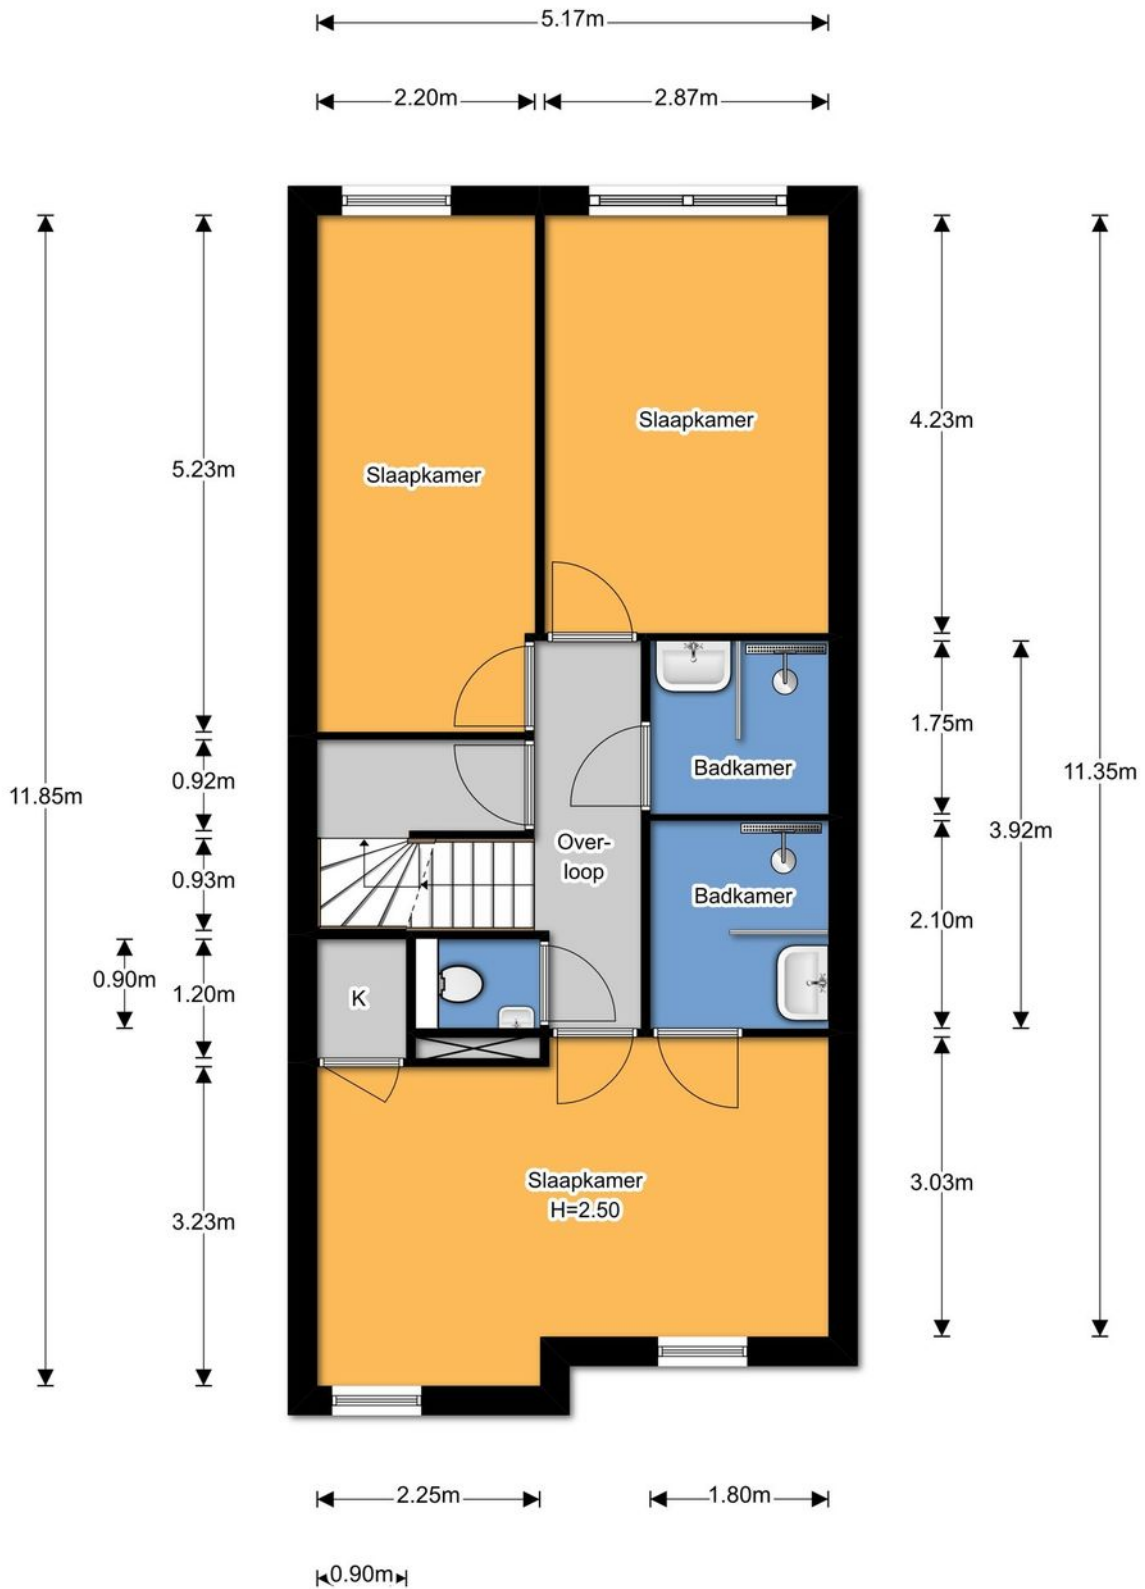 5.17m
2.20m
2.87m
Slaapkamer
4.23m
5.23m
Slaapkamer
1.75m
Badkamer
0.92m
11.85m
11.35m
3.92m
Over-
loop
0.93m
Badkamer
2.10m
0.90m
1.20m
K
Slaapkamer
H=2.50
3.03m
3.23m
2.25m
1.80m
0.90m